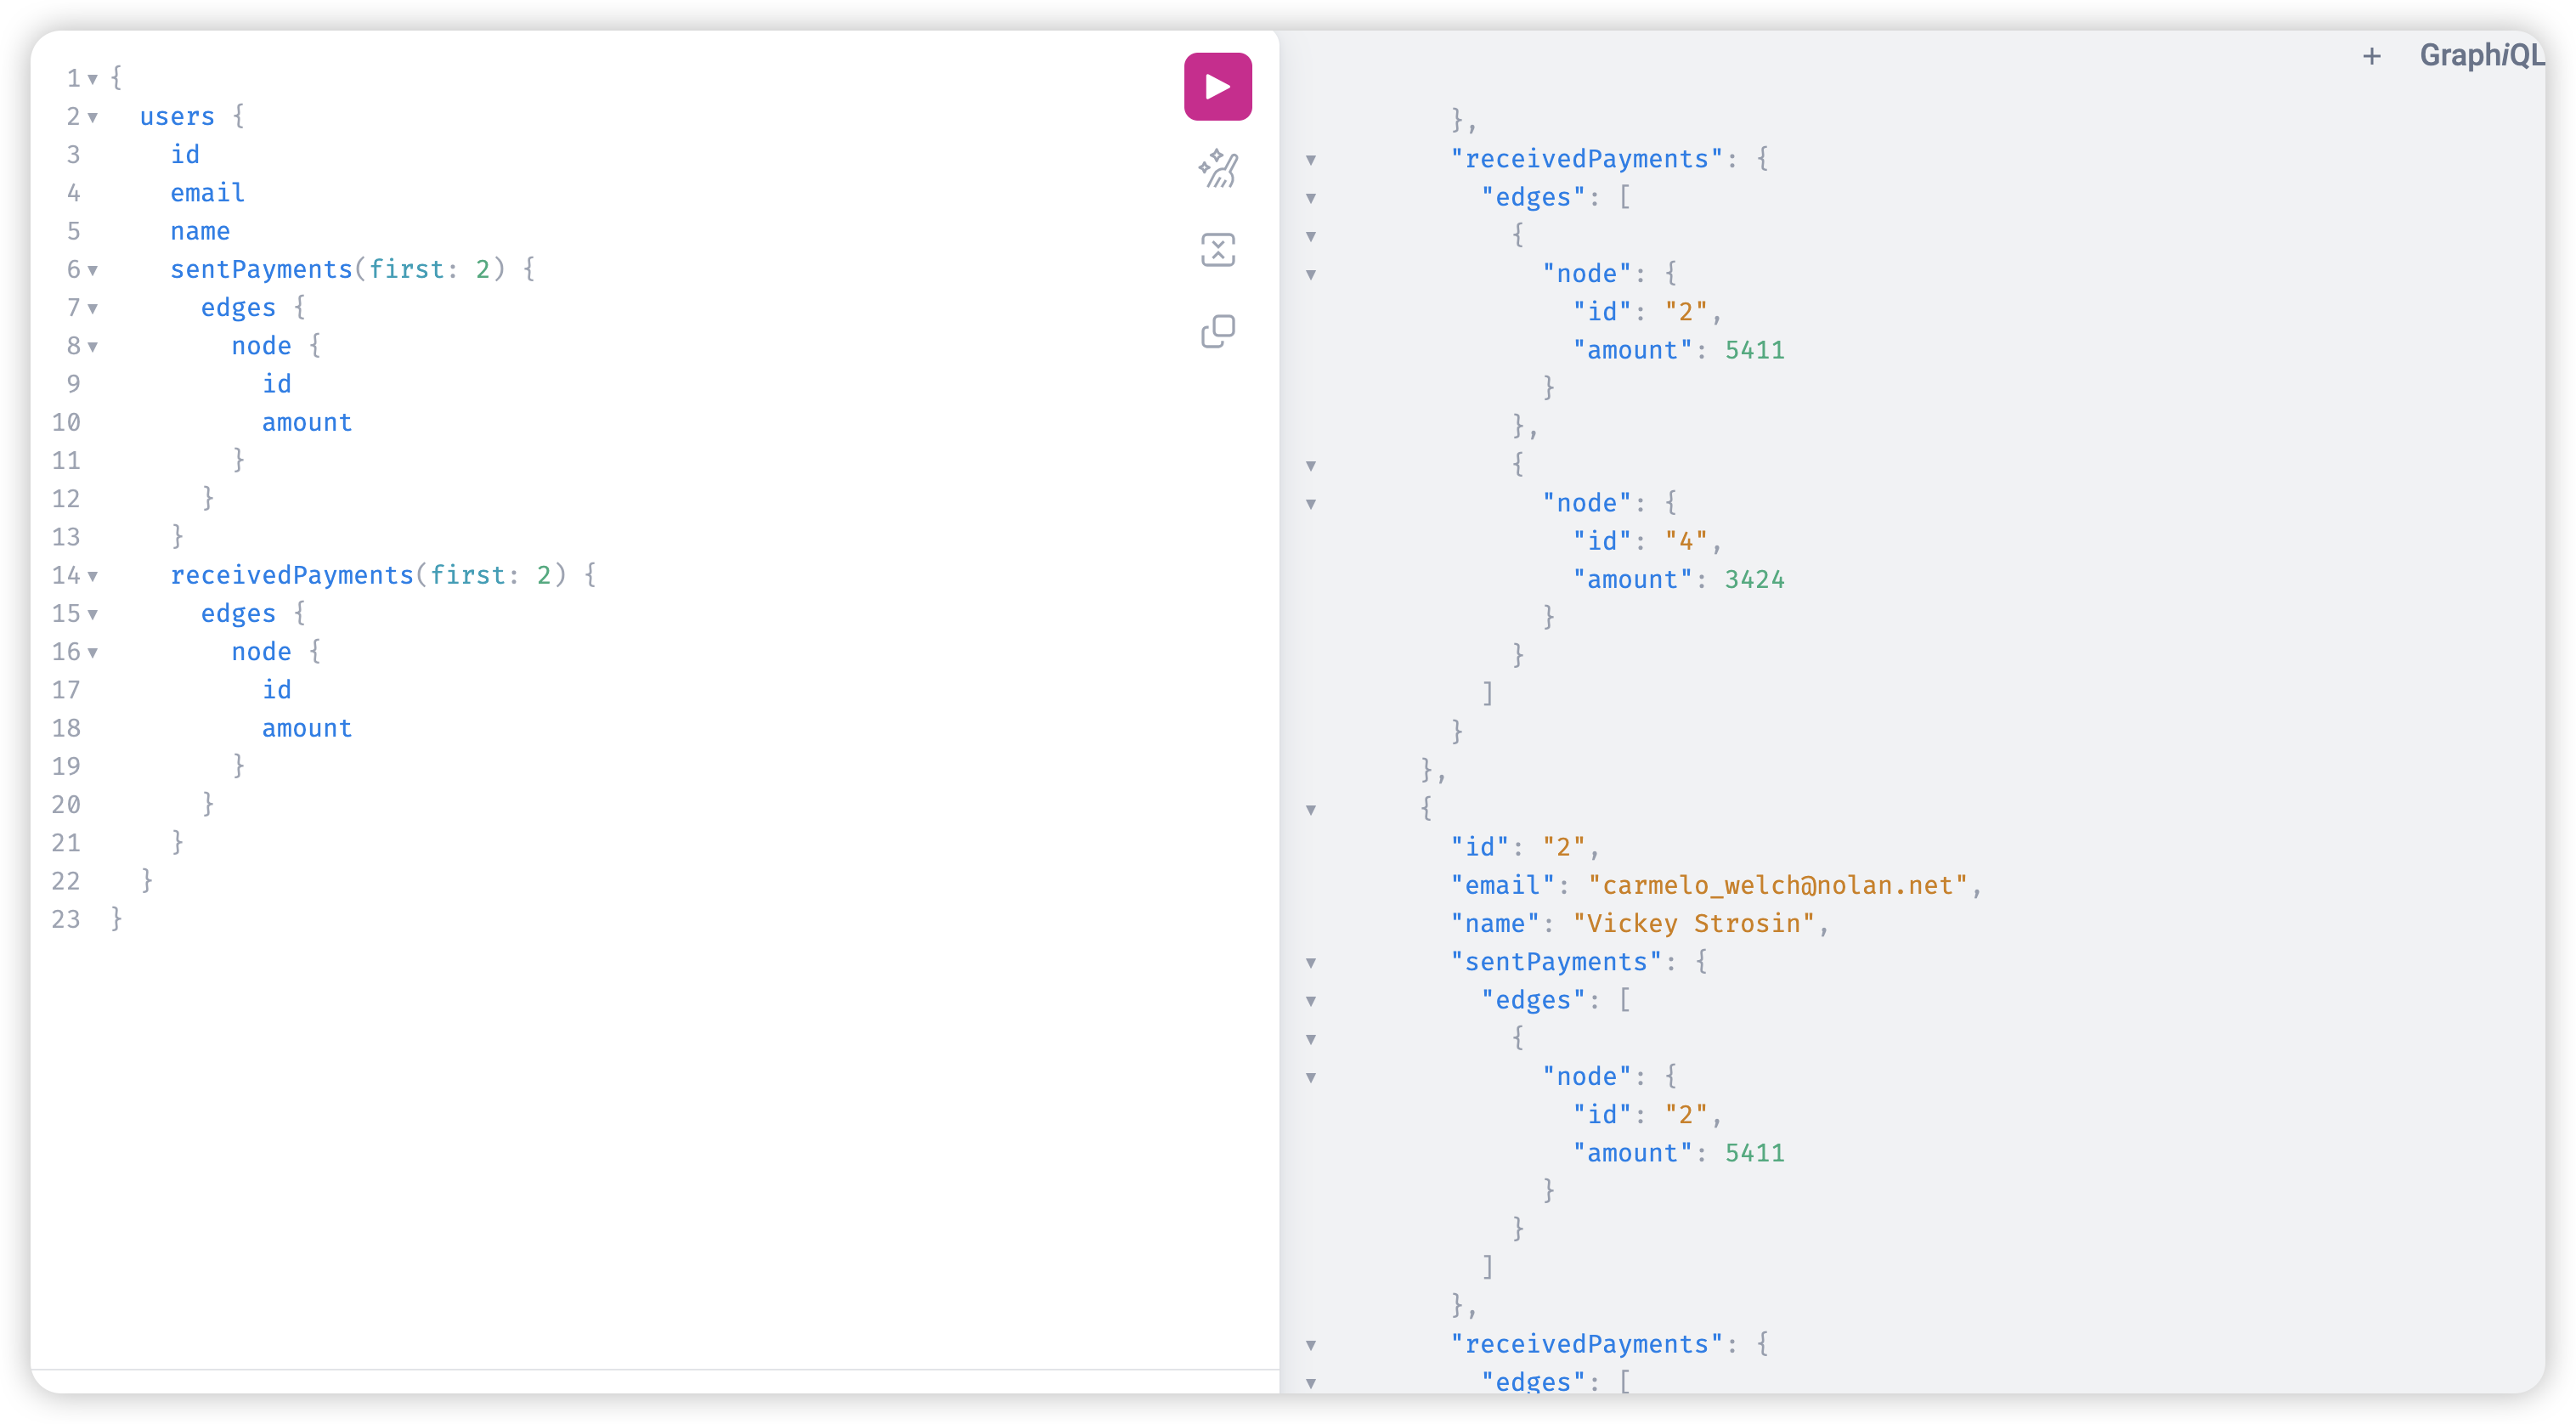 1 {
2   users {
3     id
4     email
5     name
6     sentPayments(first: 2) {
7       edges {
8         node {
9           id
10           amount
11         }
12       }
13     }
14     receivedPayments(first: 2) {
15       edges {
16         node {
17           id
18           amount
19         }
20       }
21     }
22   }
23 }
+ GraphiQL
      },
      "receivedPayments": {
        "edges": [
          {
            "node": {
              "id": "2",
              "amount": 5411
            }
          },
          {
            "node": {
              "id": "4",
              "amount": 3424
            }
          }
        ]
      }
    },
    {
      "id": "2",
      "email": "carmelo_welch@nolan.net",
      "name": "Vickey Strosin",
      "sentPayments": {
        "edges": [
          {
            "node": {
              "id": "2",
              "amount": 5411
            }
          }
        ]
      },
      "receivedPayments": {
        "edges": [